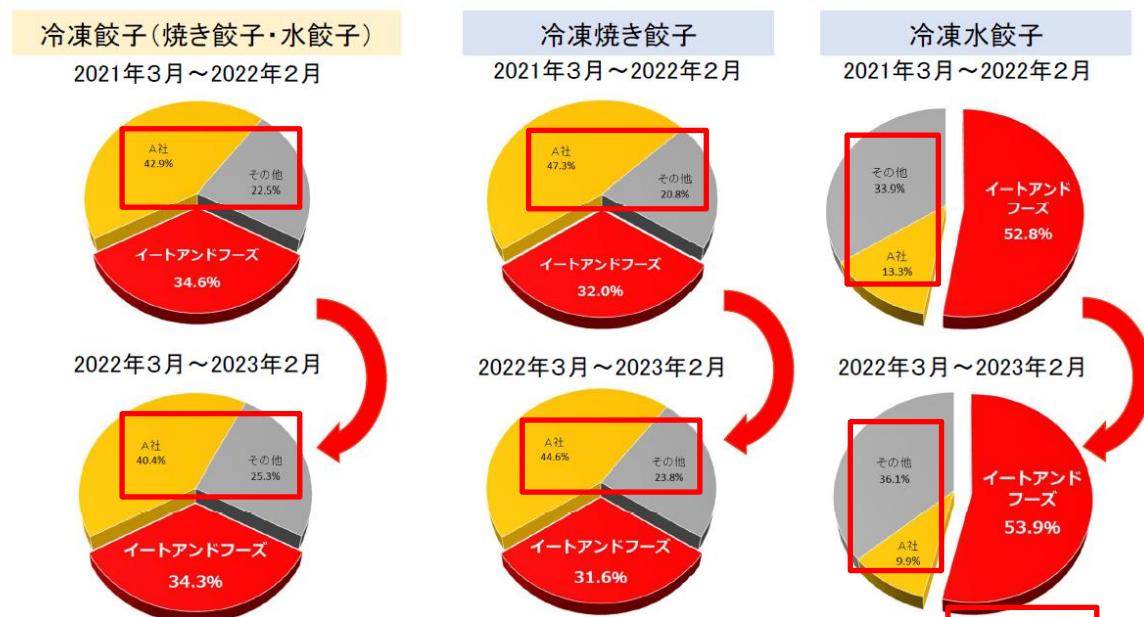 冷凍餃子(焼き餃子・水餃子)
2021年3月~2022年2月
A社
42.9%
その他
22.5%
イートアンドフーズ
34.6%
2022年3月~2023年2月
A社
40.4%
その他
25.3%
イートアンドフーズ
34.3%
冷凍焼き餃子
2021年3月~2022年2月
A社
47.3%
その他
20.8%
イートアンドフーズ
32.0%
2022年3月~2023年2月
A社
44.6%
その他
23.8%
イートアンドフーズ
31.6%
冷凍水餃子
2021年3月~2022年2月
その他
33.9%
イートアンド
フーズ
52.8%
A社
13.3%
2022年3月~2023年2月
その他
36.1%
イートアンド
フーズ
53.9%
A社
9.9%